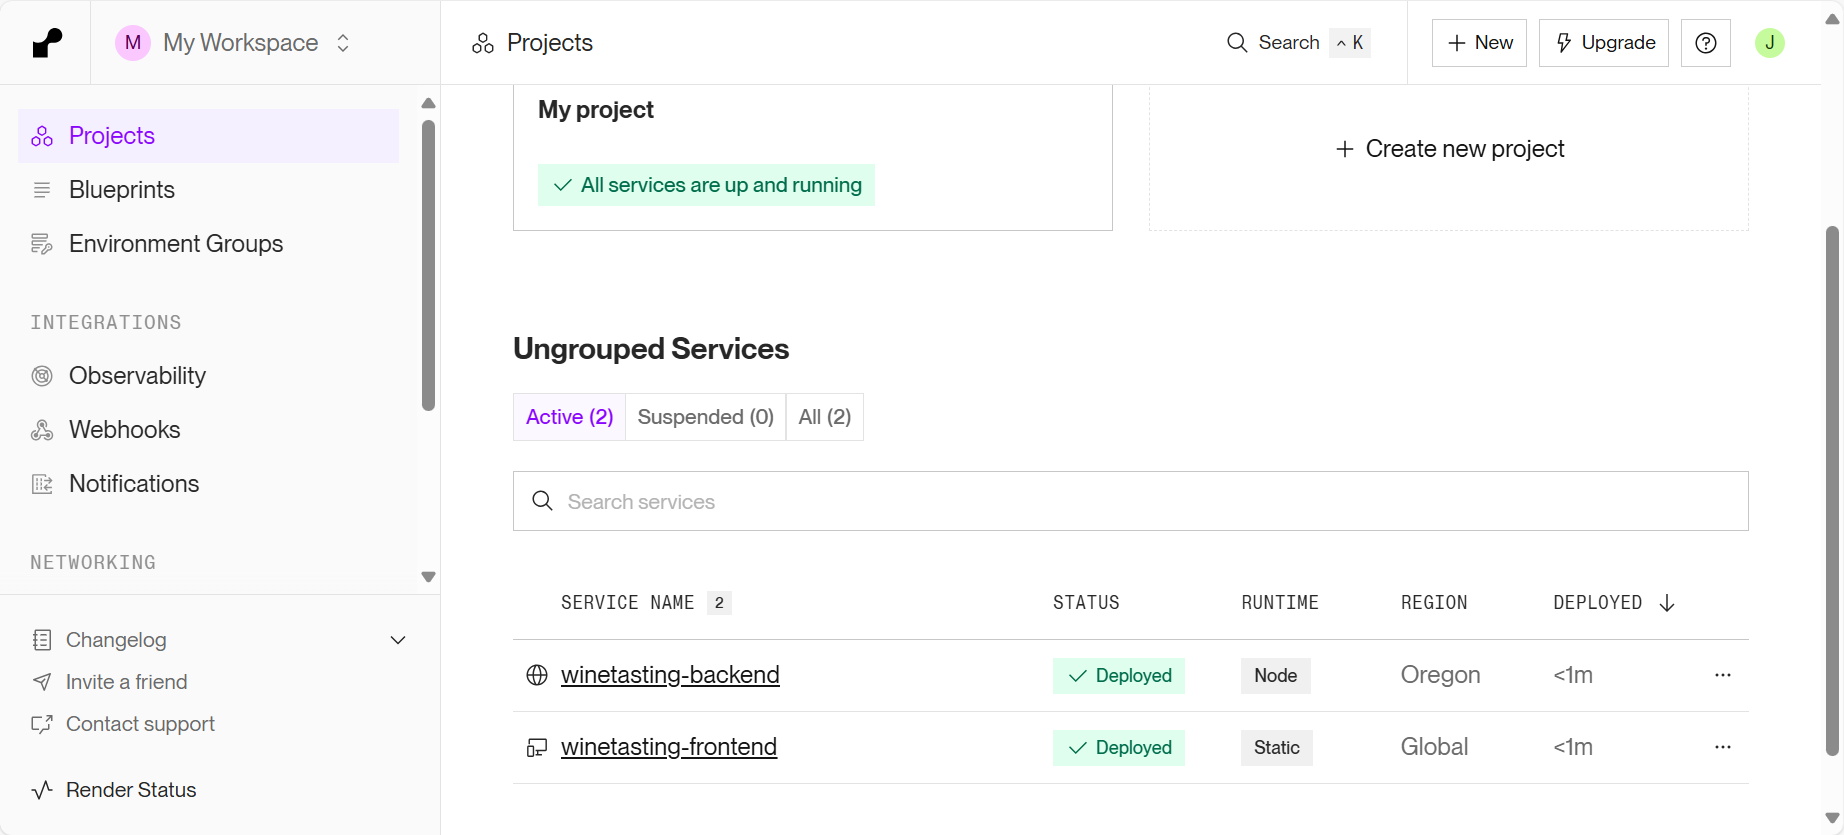 M My Workspace
Projects
Search ^ K
+ New
Upgrade
J
Projects
Blueprints
Environment Groups
INTEGRATIONS
Observability
Webhooks
Notifications
NETWORKING
Changelog
Invite a friend
Contact support
Render Status
My project
All services are up and running
+ Create new project
Ungrouped Services
Active (2) Suspended (0) All (2)
Search services
SERVICE NAME 2 STATUS RUNTIME REGION DEPLOYED
winetasting-backend Deployed Node Oregon <1m
winetasting-frontend Deployed Static Global <1m